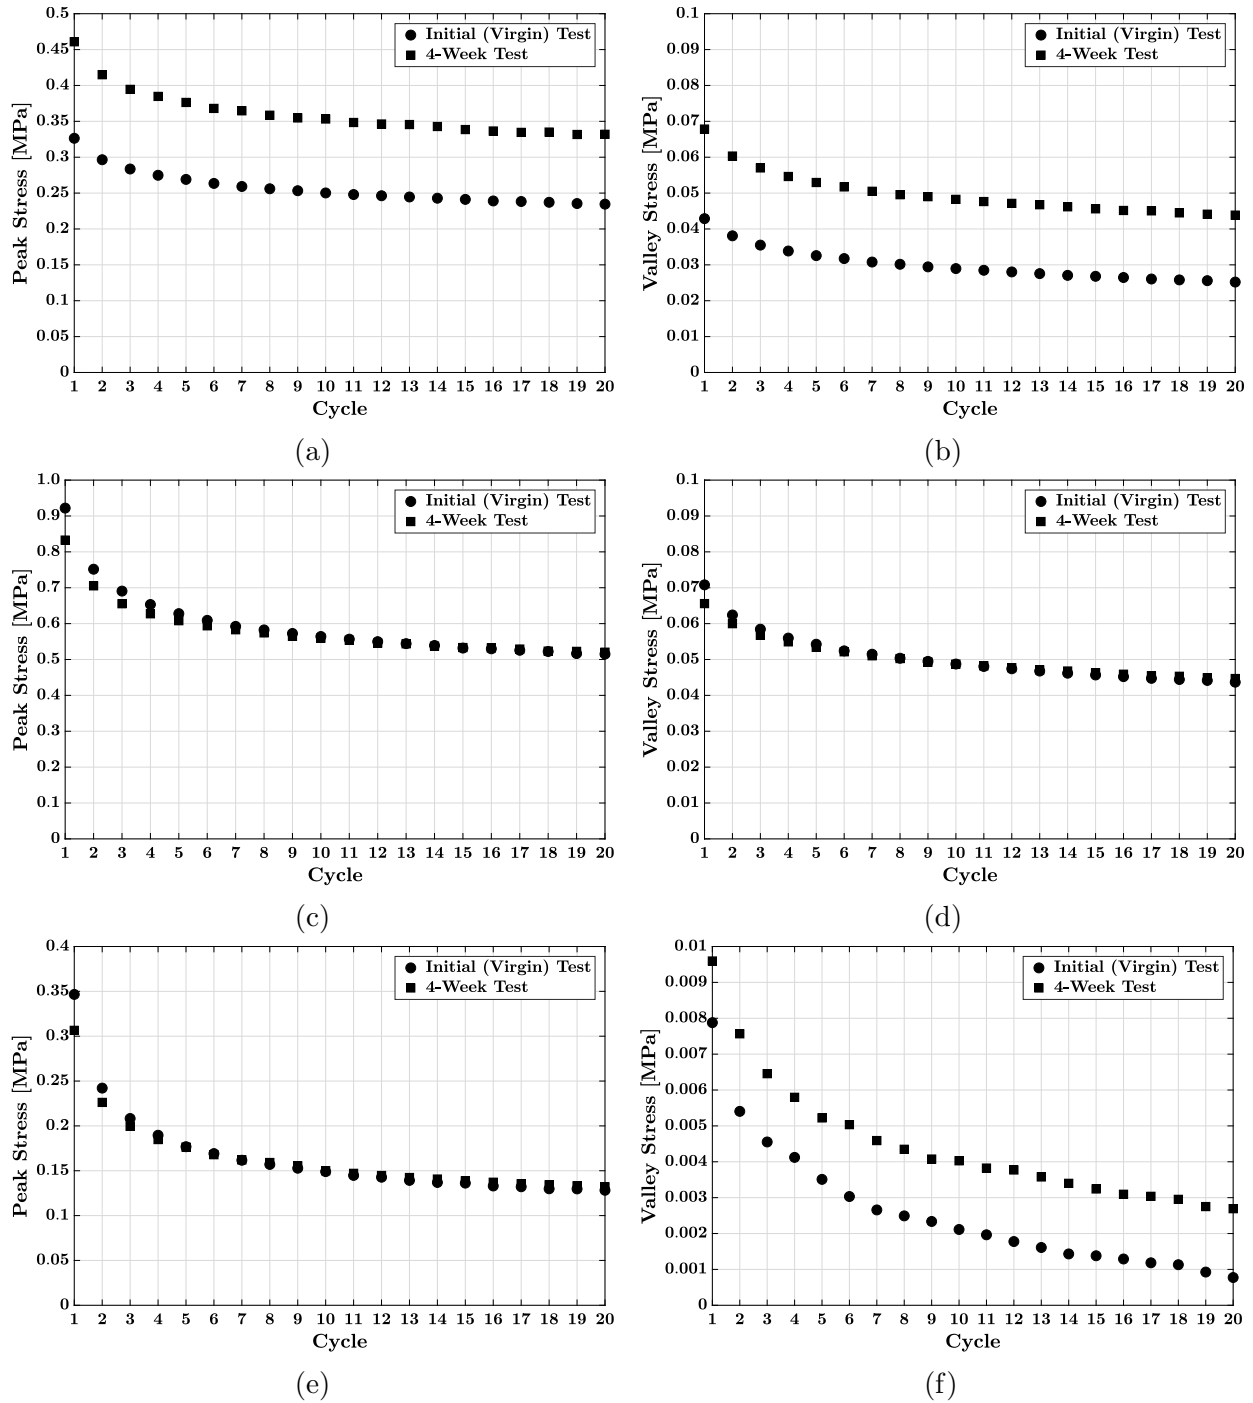 0.5
0.45
0.4
0.35
0.3
0.25
0.2
0.15
0.1
0.05
0
Peak Stress [MPa]
Initial (Virgin) Test
4-Week Test
1 2 3 4 5 6 7 8 9 10 11 12 13 14 15 16 17 18 19 20
Cycle
(a)
0.1
0.09
0.08
0.07
0.06
0.05
0.04
0.03
0.02
0.01
0
Valley Stress [MPa]
Initial (Virgin) Test
4-Week Test
1 2 3 4 5 6 7 8 9 10 11 12 13 14 15 16 17 18 19 20
Cycle
(b)
1.0
0.9
0.8
0.7
0.6
0.5
0.4
0.3
0.2
0.1
0
Peak Stress [MPa]
Initial (Virgin) Test
4-Week Test
1 2 3 4 5 6 7 8 9 10 11 12 13 14 15 16 17 18 19 20
Cycle
(c)
0.1
0.09
0.08
0.07
0.06
0.05
0.04
0.03
0.02
0.01
0
Valley Stress [MPa]
Initial (Virgin) Test
4-Week Test
1 2 3 4 5 6 7 8 9 10 11 12 13 14 15 16 17 18 19 20
Cycle
(d)
0.4
0.35
0.3
0.25
0.2
0.15
0.1
0.05
0
Peak Stress [MPa]
Initial (Virgin) Test
4-Week Test
1 2 3 4 5 6 7 8 9 10 11 12 13 14 15 16 17 18 19 20
Cycle
(e)
0.01
0.009
0.008
0.007
0.006
0.005
0.004
0.003
0.002
0.001
0
Valley Stress [MPa]
Initial (Virgin) Test
4-Week Test
1 2 3 4 5 6 7 8 9 10 11 12 13 14 15 16 17 18 19 20
Cycle
(f)